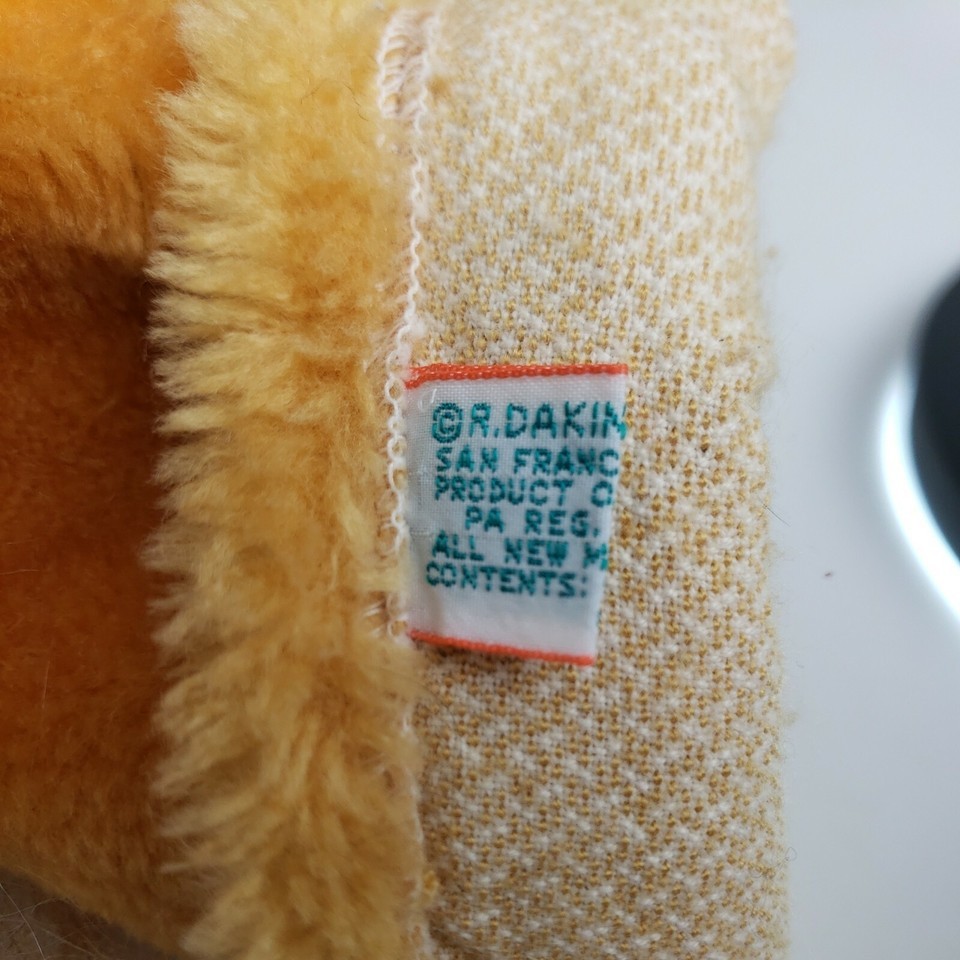 ©R.DAKIN
SAN FRANC
PRODUCT O
PA REG.
ALL NEW M
CONTENTS: